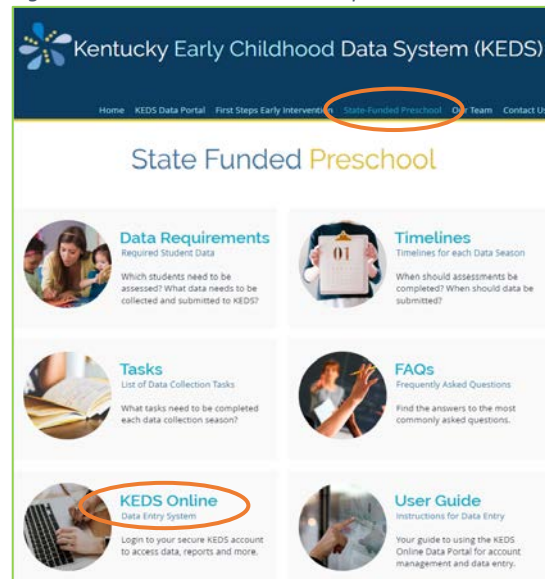 Kentucky Early Childhood Data System (KEDS)
Home KEDS Data Portal First Steps Early Intervention State-Funded Preschool Our Team Contact Us
State Funded Preschool
Data Requirements
Required Student Data
Which students need to be
assessed? What data needs to be
collected and submitted to KEDS?
Timelines
Timelines for each Data Season
When should assessments be
completed? When should data be
submitted?
01
Tasks
List of Data Collection Tasks
What tasks need to be completed
each data collection season?
FAQs
Frequently Asked Questions
Find the answers to the most
commonly asked questions.
KEDS Online
Data Entry System
Login to your secure KEDS account
to access data, reports and more.
User Guide
Instructions for Data Entry
Your guide to using the KEDS
Online Data Portal for account
management and data entry.